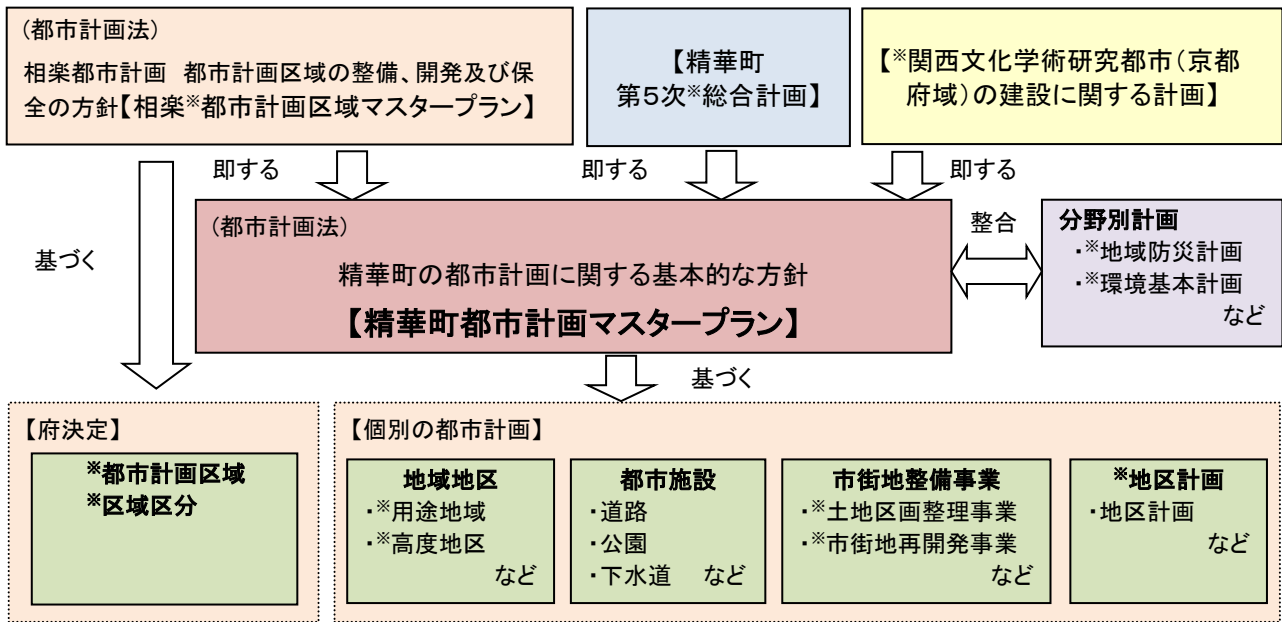 (都市計画法)
相楽都市計画 都市計画区域の整備、開発及び保
全の方針【相楽※都市計画区域マスタープラン】
【精華町
第5次※総合計画】
【※関西文化学術研究都市(京都
府域)の建設に関する計画】
即する
即する
即する
基づく
(都市計画法)
精華町の都市計画に関する基本的な方針
【精華町都市計画マスタープラン】
整合
分野別計画
・※地域防災計画
・※環境基本計画
など
基づく
【府決定】
※都市計画区域
※区域区分
【個別の都市計画】
地域地区
・※用途地域
・※高度地区
など
都市施設
・道路
・公園
・下水道 など
市街地整備事業
・※土地区画整理事業
・※市街地再開発事業
など
※地区計画
・地区計画
など